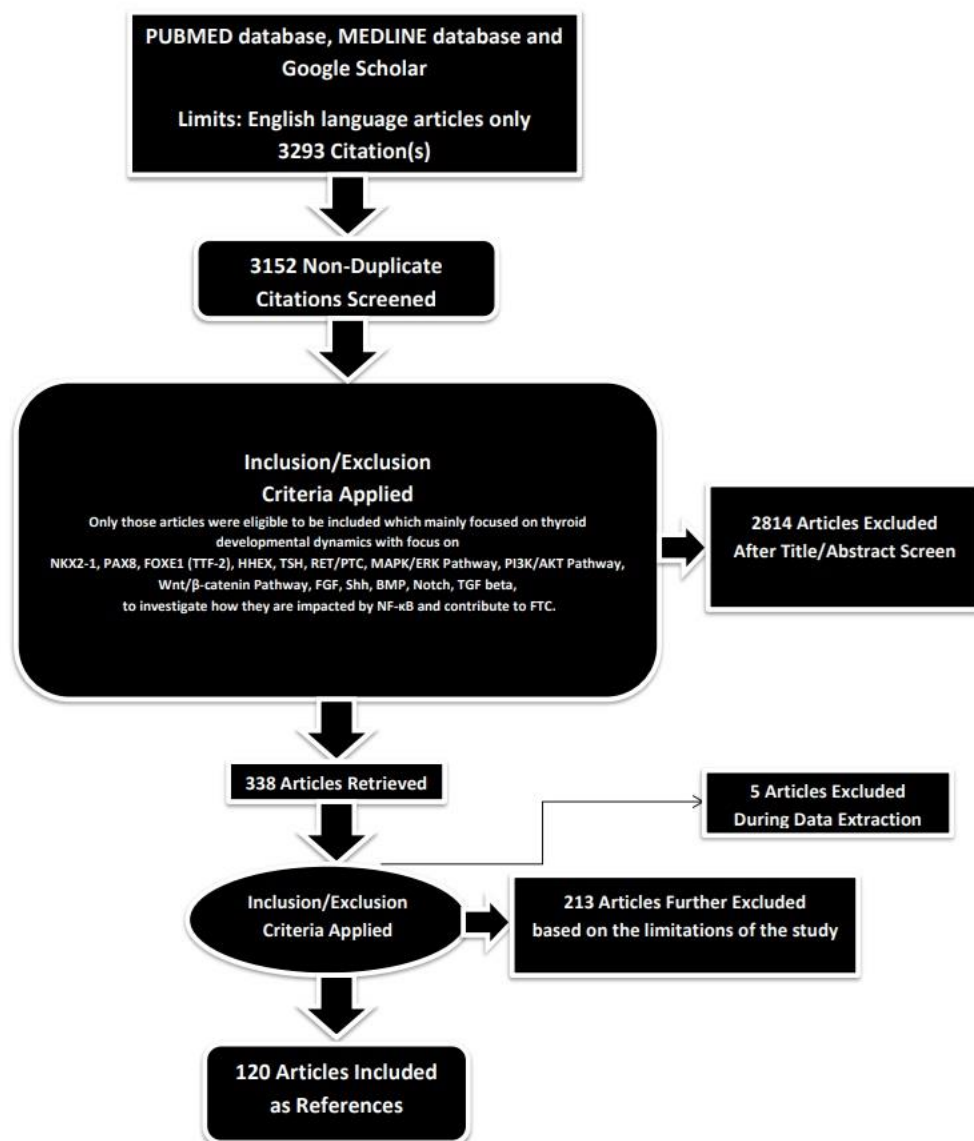 PUBMED database, MEDLINE database and
Google Scholar
Limits: English language articles only
3293 Citation(s)
3152 Non-Duplicate
Citations Screened
Inclusion/Exclusion
Criteria Applied
Only those articles were eligible to be included which mainly focused on thyroid
developmental dynamics with focus on
NKX2-1, PAX8, FOXE1 (TTF-2), HHEX, TSH, RET/PTC, MAPK/ERK Pathway, PI3K/AKT Pathway,
Wnt/β-catenin Pathway, FGF, Shh, BMP, Notch, TGF beta,
to investigate how they are impacted by NF-κB and contribute to FTC.
2814 Articles Excluded
After Title/Abstract Screen
338 Articles Retrieved
5 Articles Excluded
During Data Extraction
Inclusion/Exclusion
Criteria Applied
213 Articles Further Excluded
based on the limitations of the study
120 Articles Included
as References